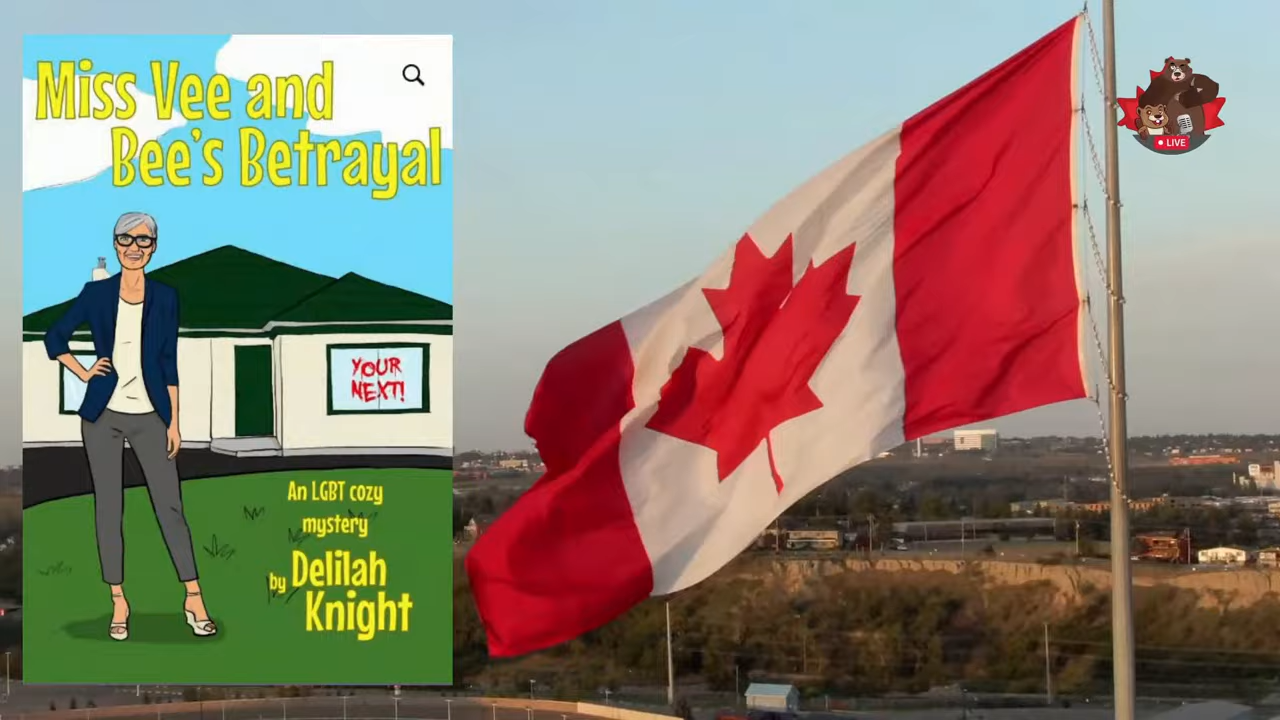 Miss Vee and
Bee's Betrayal
YOUR
NEXT!
An LGBT cozy
mystery
by Delilah
Knight
LIVE